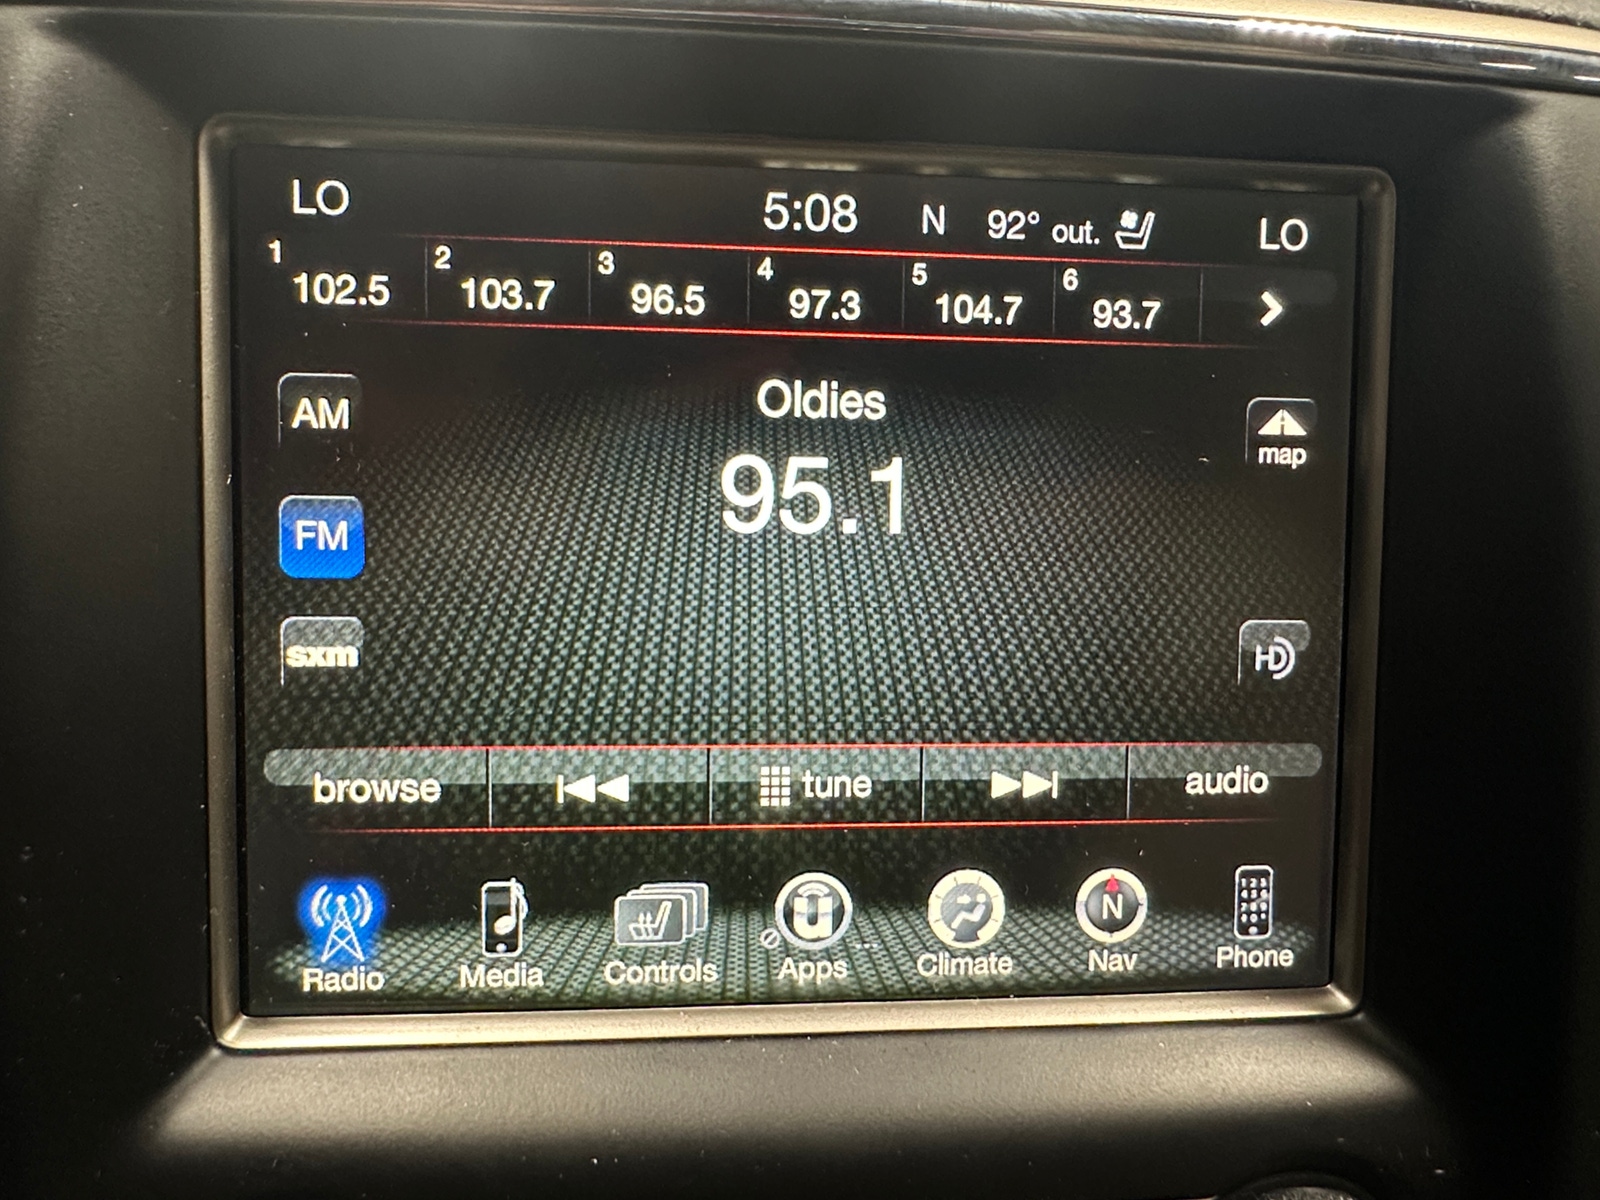 LO 5:08 N 92° out. LO
1 102.5 2 103.7 3 96.5 4 97.3 5 104.7 6 93.7
AM
Oldies
map
95.1
FM
sxm
HD
browse tune audio
N
Radio Media Controls Apps Climate Nav Phone